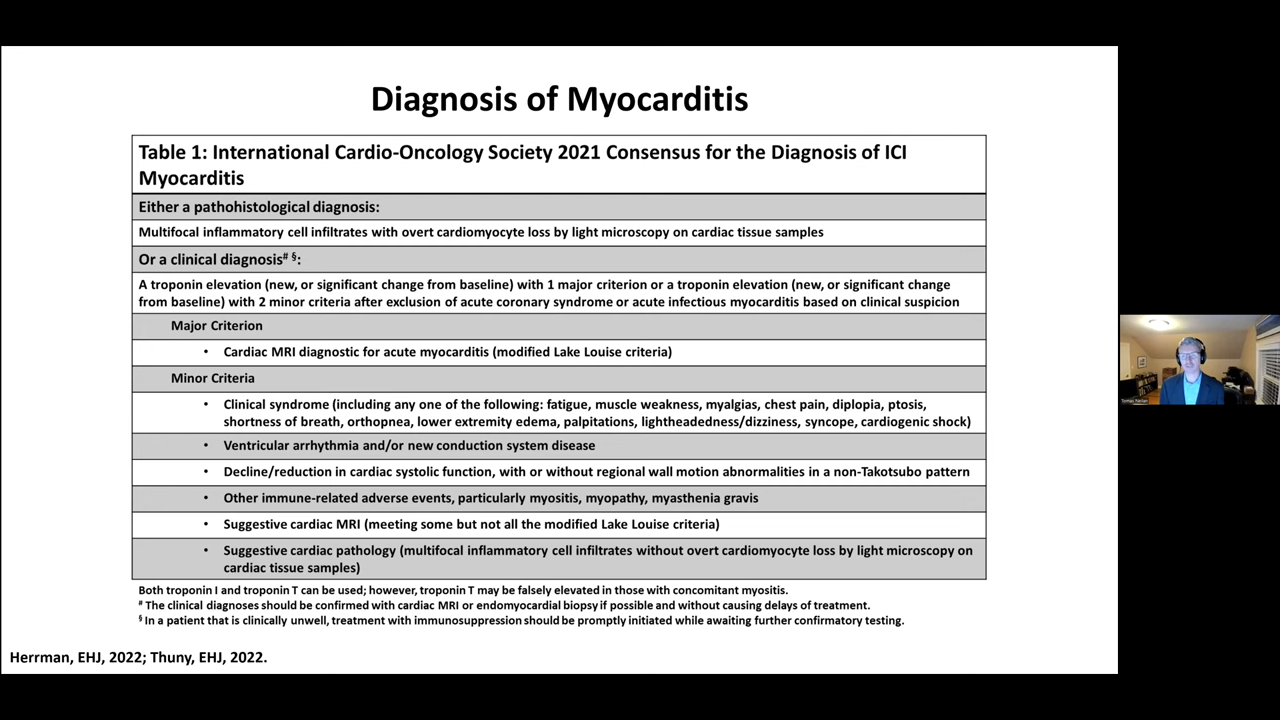 Diagnosis of Myocarditis
Table 1: International Cardio-Oncology Society 2021 Consensus for the Diagnosis of ICI
Myocarditis
Either a pathohistological diagnosis:
Multifocal inflammatory cell infiltrates with overt cardiomyocyte loss by light microscopy on cardiac tissue samples
Or a clinical diagnosis# §:
A troponin elevation (new, or significant change from baseline) with 1 major criterion or a troponin elevation (new, or significant change
from baseline) with 2 minor criteria after exclusion of acute coronary syndrome or acute infectious myocarditis based on clinical suspicion
Major Criterion
• Cardiac MRI diagnostic for acute myocarditis (modified Lake Louise criteria)
Minor Criteria
• Clinical syndrome (including any one of the following: fatigue, muscle weakness, myalgias, chest pain, diplopia, ptosis,
shortness of breath, orthopnea, lower extremity edema, palpitations, lightheadedness/dizziness, syncope, cardiogenic shock)
• Ventricular arrhythmia and/or new conduction system disease
• Decline/reduction in cardiac systolic function, with or without regional wall motion abnormalities in a non-Takotsubo pattern
• Other immune-related adverse events, particularly myositis, myopathy, myasthenia gravis
• Suggestive cardiac MRI (meeting some but not all the modified Lake Louise criteria)
• Suggestive cardiac pathology (multifocal inflammatory cell infiltrates without overt cardiomyocyte loss by light microscopy on
cardiac tissue samples)
Both troponin I and troponin T can be used; however, troponin T may be falsely elevated in those with concomitant myositis.
# The clinical diagnoses should be confirmed with cardiac MRI or endomyocardial biopsy if possible and without causing delays of treatment.
§ In a patient that is clinically unwell, treatment with immunosuppression should be promptly initiated while awaiting further confirmatory testing.
Herrman, EHJ, 2022; Thuny, EHJ, 2022.